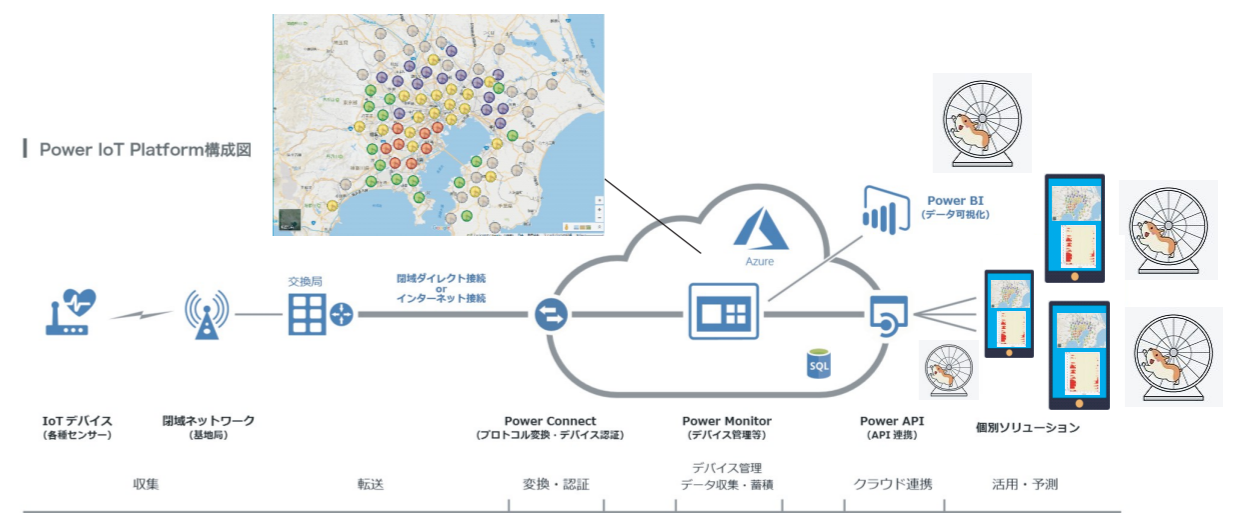 Power IoT Platform構成図
Azure
Power BI
(データ可視化)
交換局
閉域ダイレクト接続
or
インターネット接続
SQL
IoTデバイス
(各種センサー)
閉域ネットワーク
(基地局)
Power Connect
(プロトコル変換・デバイス認証)
Power Monitor
(デバイス管理等)
Power API
(API 連携)
個別ソリューション
収集
転送
変換・認証
デバイス管理
データ収集・蓄積
クラウド連携
活用・予測